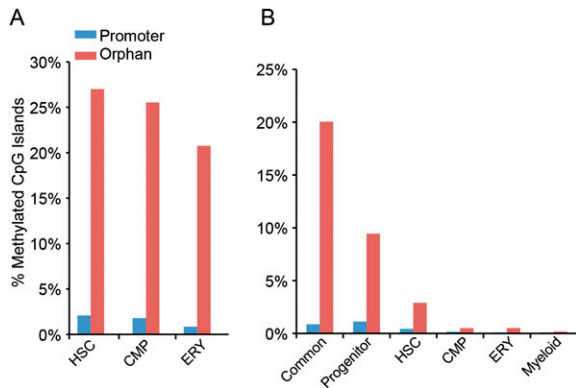 A
Promoter
Orphan
% Methylated CpG Islands
30%
25%
20%
15%
10%
5%
0%
HSC
CMP
ERY
B
25%
20%
15%
10%
5%
0%
Common
Progenitor
HSC
CMP
ERY
Myeloid